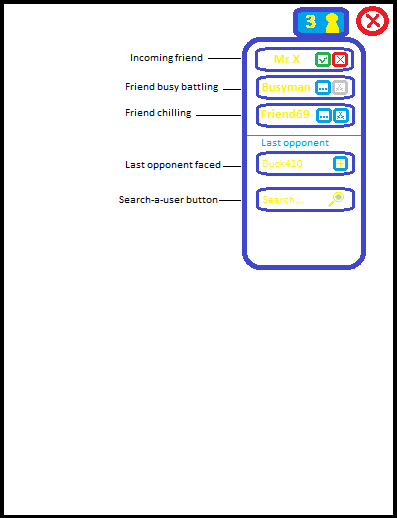 3
Incoming friend
Mr X
Friend busy battling
Busyman
Friend chilling
Friend69
Last opponent
Last opponent faced
Duck420
Search-a-user button
Search...